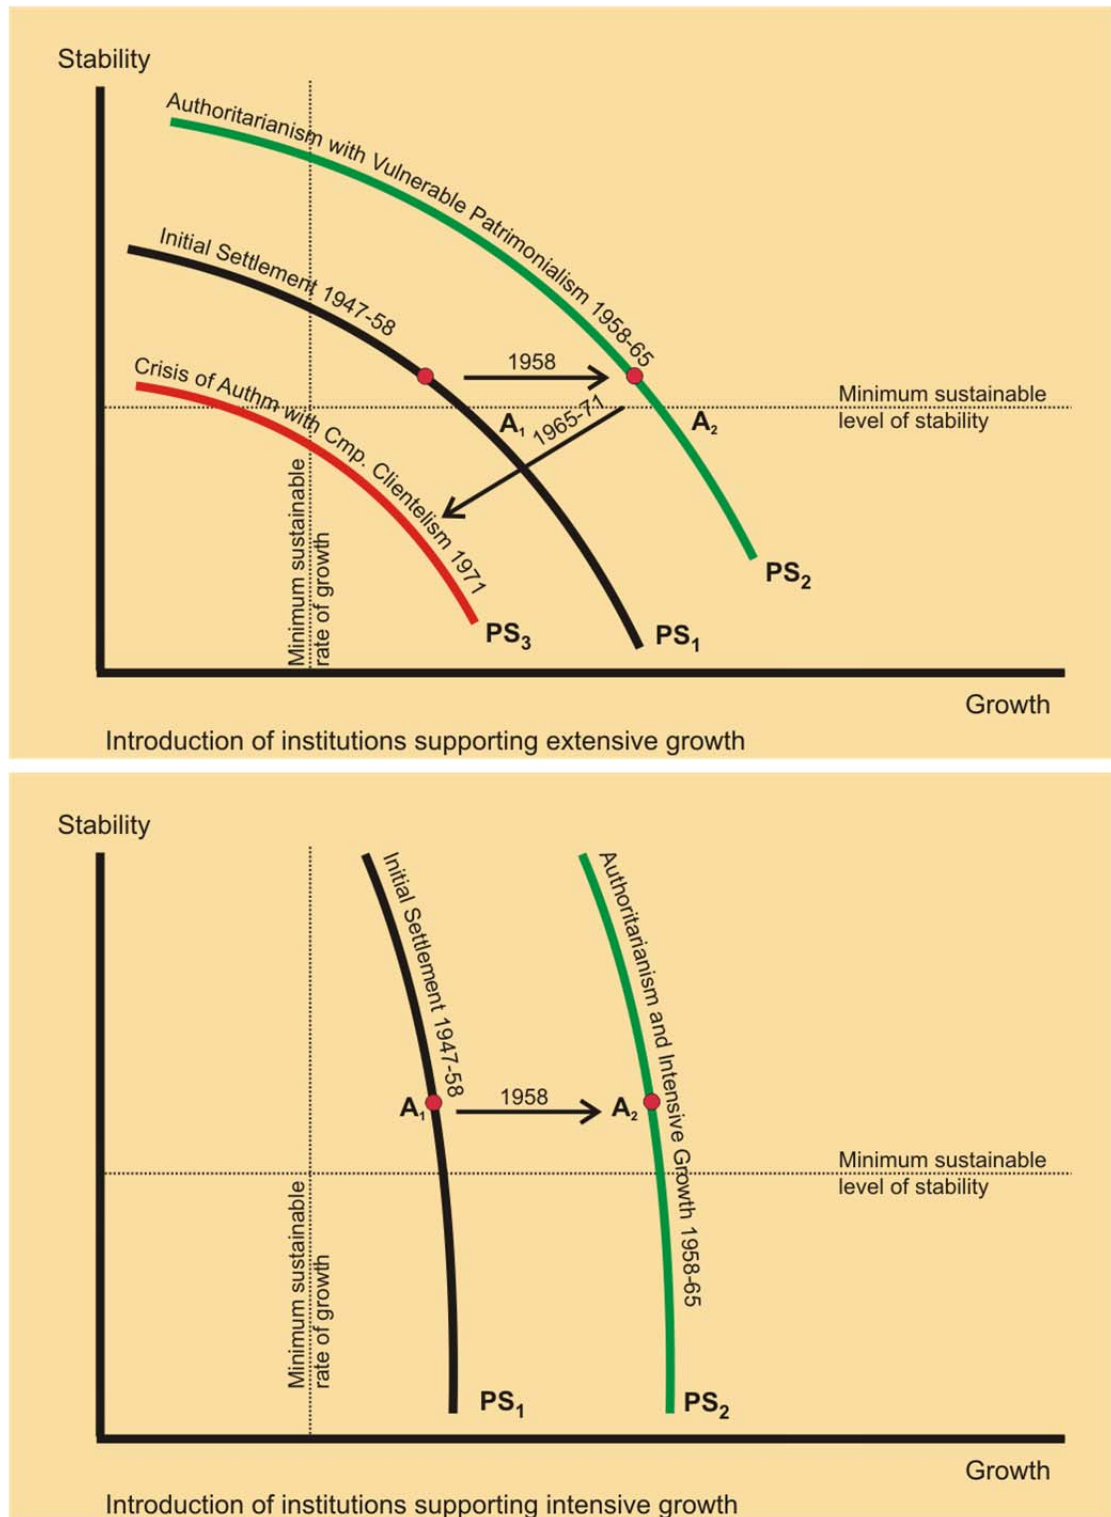 Stability
Authoritarianism with Vulnerable Patrimonialism 1958-65
Initial Settlement 1947-58
Crisis of Authm with Cmp. Clientelism 1971
1958
1965-71
A₁
A₂
Minimum sustainable
level of stability
Minimum sustainable
rate of growth
PS₃
PS₁
PS₂
Growth
Introduction of institutions supporting extensive growth
Stability
Initial Settlement 1947-58
Authoritarianism and Intensive Growth 1958-65
A₁
1958
A₂
Minimum sustainable
level of stability
Minimum sustainable
rate of growth
PS₁
PS₂
Growth
Introduction of institutions supporting intensive growth